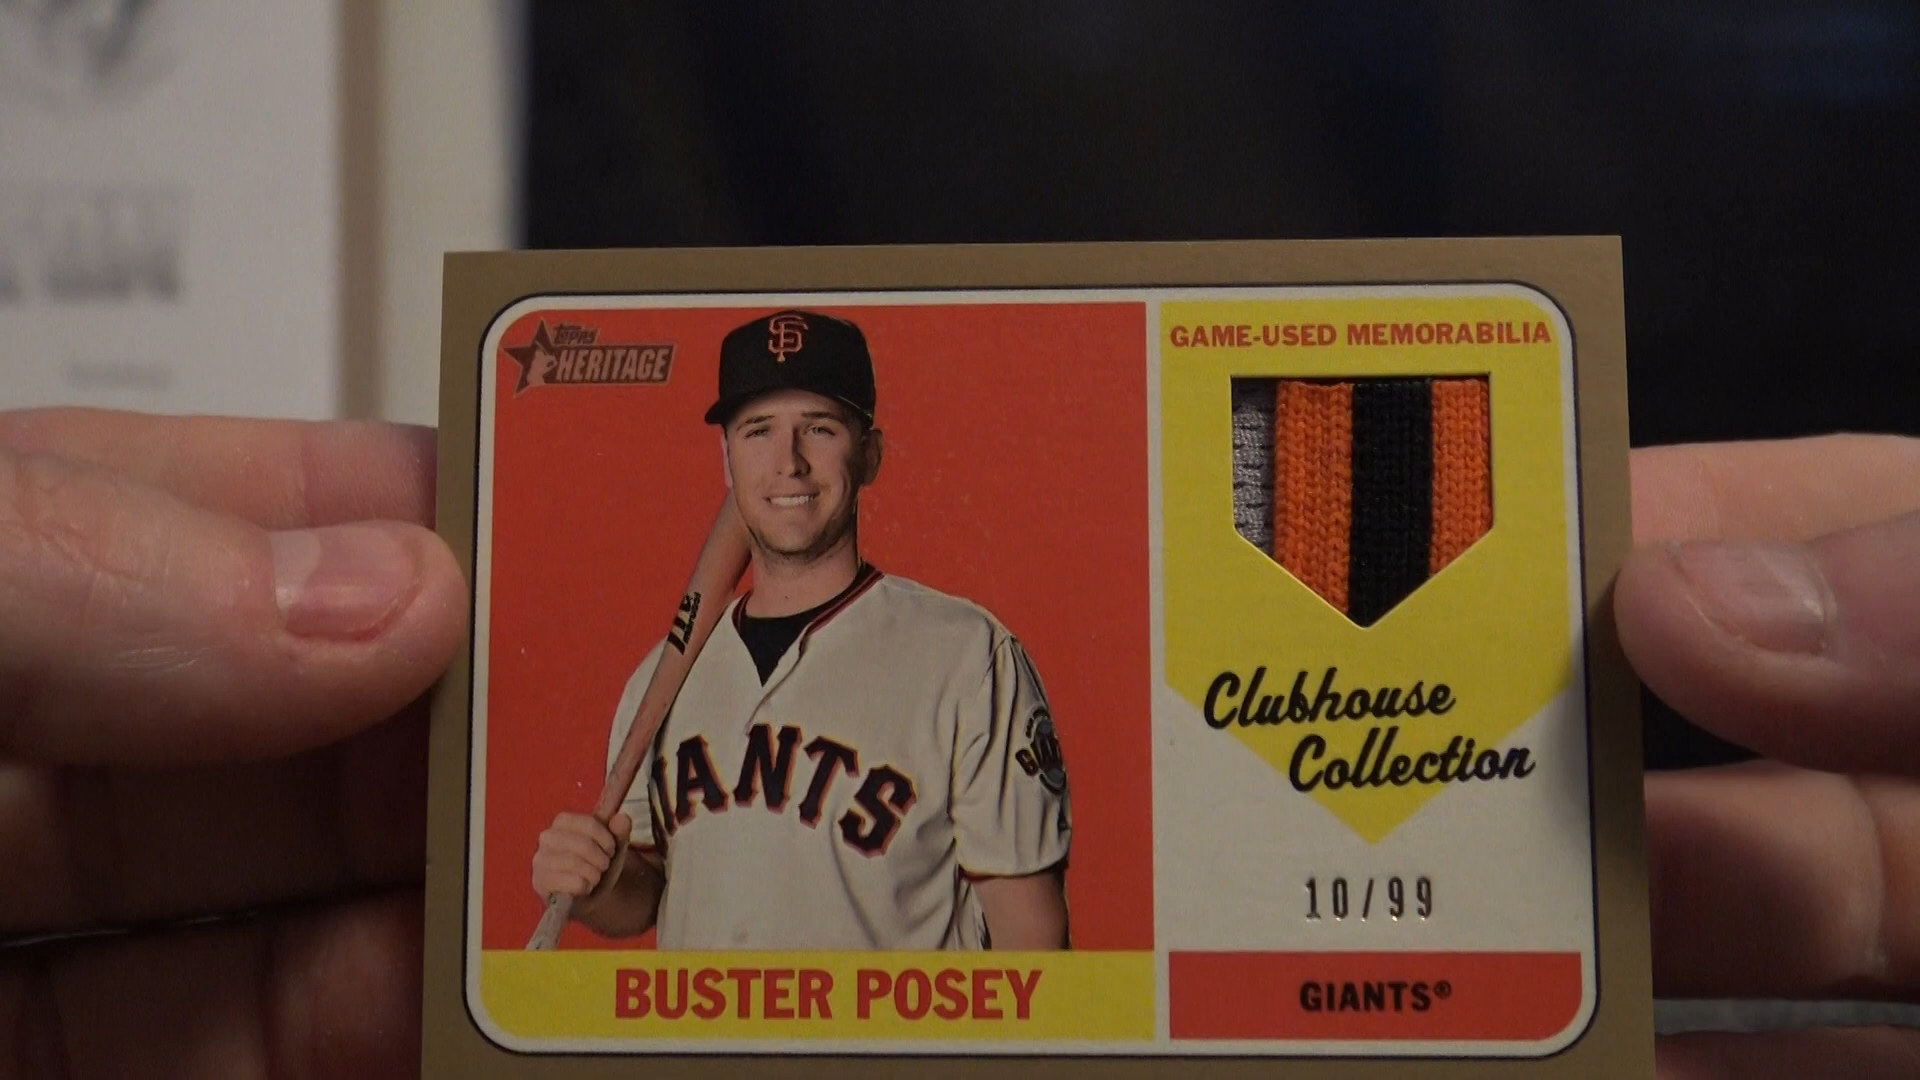 TOPPS
HERITAGE
GAME-USED MEMORABILIA
SF
GIANTS
Clubhouse
Collection
10/99
BUSTER POSEY
GIANTS®